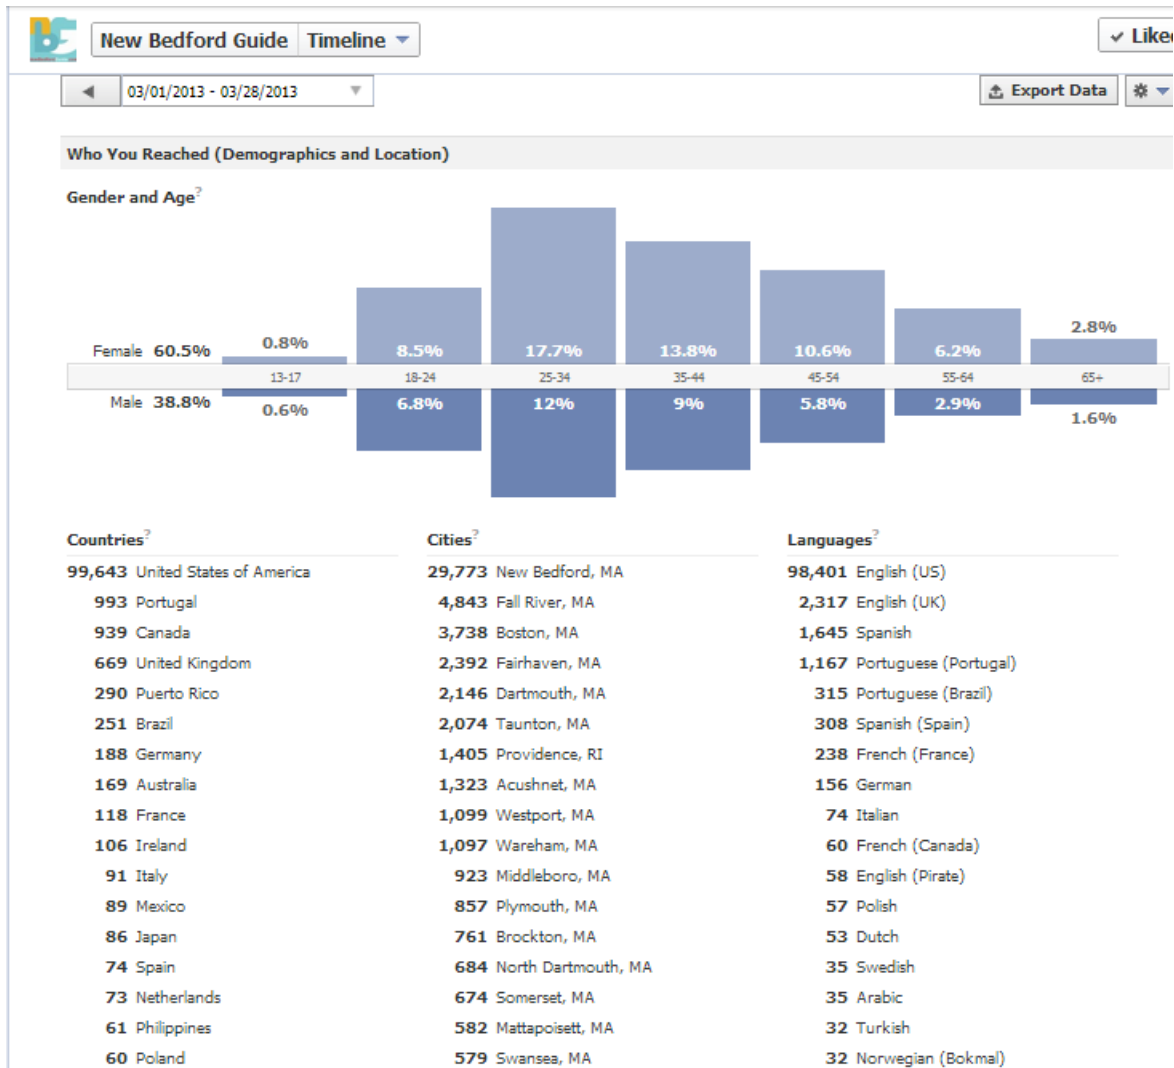 New Bedford Guide Timeline
03/01/2013 - 03/28/2013
Export Data
Who You Reached (Demographics and Location)
Gender and Age?
Female 60.5% 0.8% 8.5% 17.7% 13.8% 10.6% 6.2% 2.8%
13-17 18-24 25-34 35-44 45-54 55-64 65+
Male 38.8% 0.6% 6.8% 12% 9% 5.8% 2.9% 1.6%
Countries?
99,643 United States of America
993 Portugal
939 Canada
669 United Kingdom
290 Puerto Rico
251 Brazil
188 Germany
169 Australia
118 France
106 Ireland
91 Italy
89 Mexico
86 Japan
74 Spain
73 Netherlands
61 Philippines
60 Poland
Cities?
29,773 New Bedford, MA
4,843 Fall River, MA
3,738 Boston, MA
2,392 Fairhaven, MA
2,146 Dartmouth, MA
2,074 Taunton, MA
1,405 Providence, RI
1,323 Acushnet, MA
1,099 Westport, MA
1,097 Wareham, MA
923 Middleboro, MA
857 Plymouth, MA
761 Brockton, MA
684 North Dartmouth, MA
674 Somerset, MA
582 Mattapoisett, MA
579 Swansea, MA
Languages?
98,401 English (US)
2,317 English (UK)
1,645 Spanish
1,167 Portuguese (Portugal)
315 Portuguese (Brazil)
308 Spanish (Spain)
238 French (France)
156 German
74 Italian
60 French (Canada)
58 English (Pirate)
57 Polish
53 Dutch
35 Swedish
35 Arabic
32 Turkish
32 Norwegian (Bokmal)